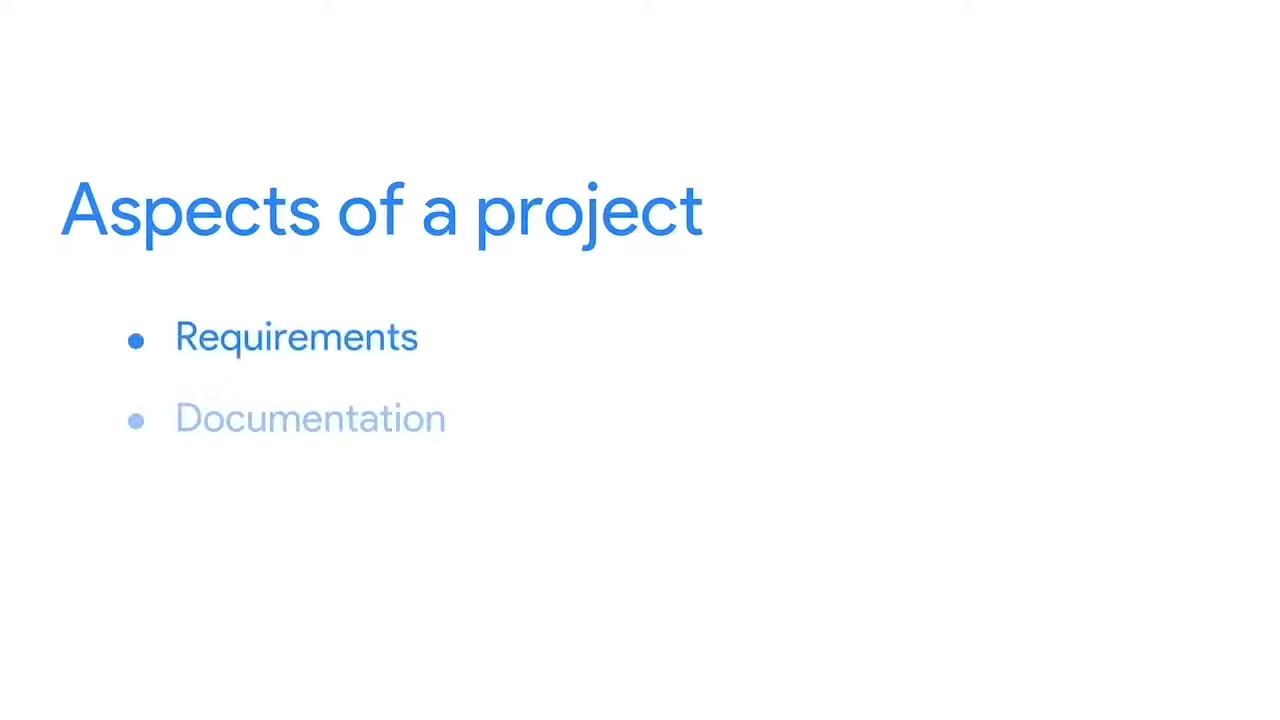 Aspects of a project
• Requirements
• Documentation